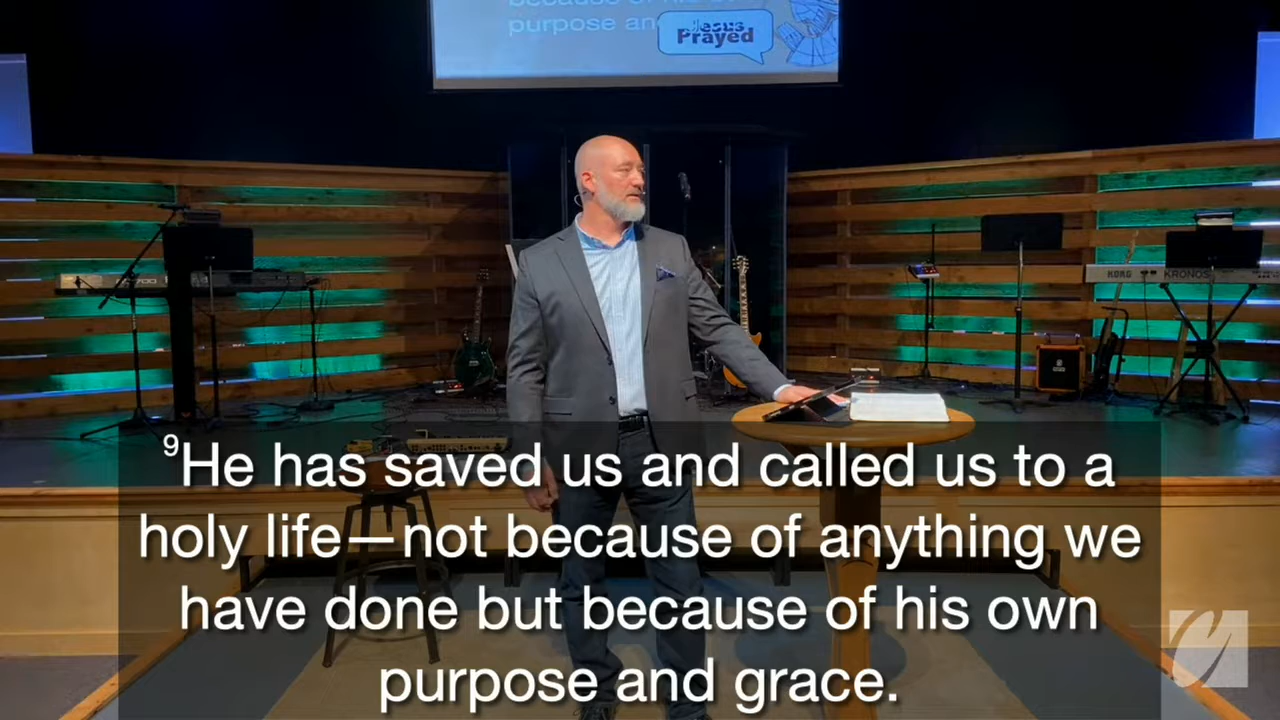 purpose an
Jesus
Prayed
KORG
KRONOS
⁹He has saved us and called us to a
holy life—not because of anything we
have done but because of his own
purpose and grace.